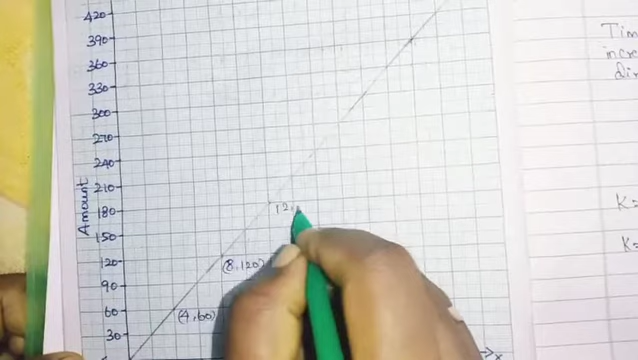 420
390
360
330
300
270
240
210
180
150
120
90
60
30
Amount
12,
(8,120)
(4,60)
x
Tim
incre
dir
K=
K=